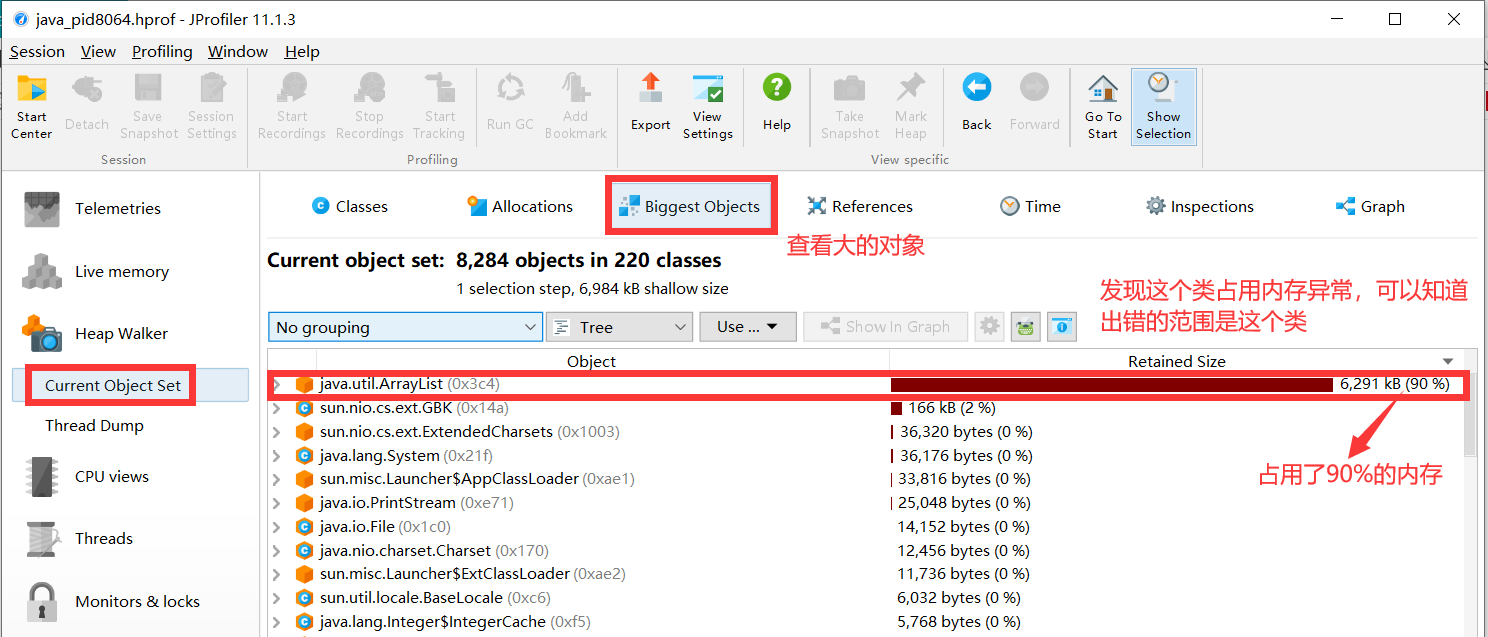 java_pid8064.hprof - JProfiler 11.1.3
Session View Profiling Window Help
Start Center
Detach
Save Snapshot
Session Settings
Start Recordings
Stop Recordings
Start Tracking
Run GC
Add Bookmark
Export
View Settings
Help
Take Snapshot
Mark Heap
Back
Forward
Go To Start
Show Selection
Session
Profiling
View specific
Telemetries
Live memory
Heap Walker
Current Object Set
Thread Dump
CPU views
Threads
Monitors & locks
Classes
Allocations
Biggest Objects
References
Time
Inspections
Graph
查看大的对象
Current object set: 8,284 objects in 220 classes
1 selection step, 6,984 kB shallow size
发现这个类占用内存异常，可以知道
出错的范围是这个类
No grouping
Tree
Use ...
Show In Graph
Object Retained Size
java.util.ArrayList (0x3c4) 6,291 kB (90 %)
sun.nio.cs.ext.GBK (0x14a) 166 kB (2 %)
sun.nio.cs.ext.ExtendedCharsets (0x1003) 36,320 bytes (0 %)
java.lang.System (0x21f) 36,176 bytes (0 %)
sun.misc.Launcher$AppClassLoader (0xae1) 33,816 bytes (0 %)
java.io.PrintStream (0xe71) 25,048 bytes (0 %)
java.io.File (0x1c0) 14,152 bytes (0 %)
java.nio.charset.Charset (0x170) 12,456 bytes (0 %)
sun.misc.Launcher$ExtClassLoader (0xae2) 11,736 bytes (0 %)
sun.util.locale.BaseLocale (0xc6) 6,032 bytes (0 %)
java.lang.Integer$IntegerCache (0xf5) 5,768 bytes (0 %)
占用了90%的内存